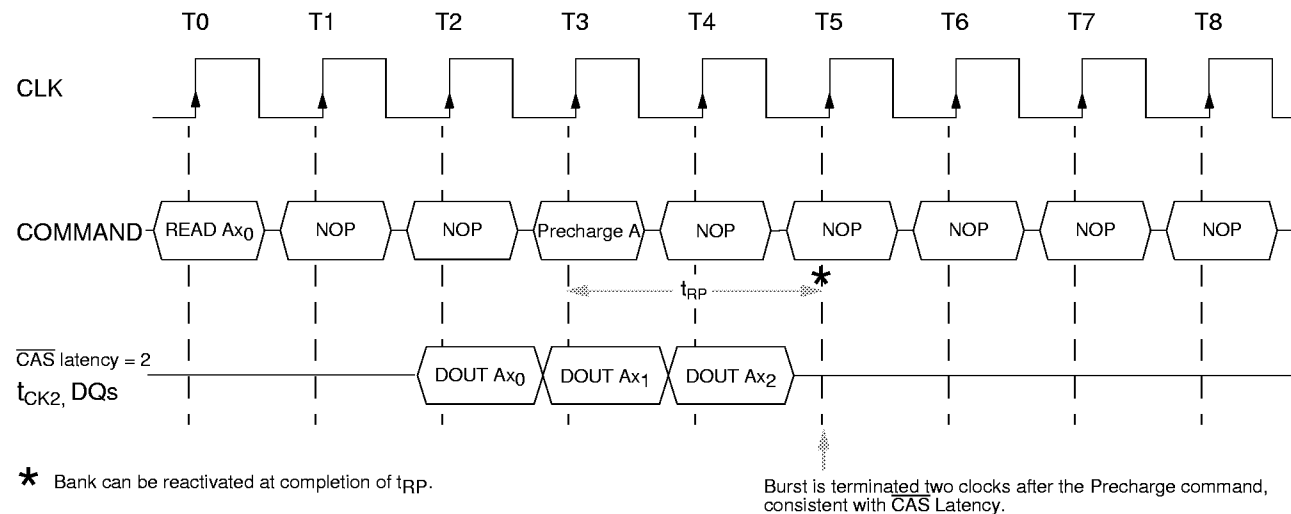 T0 T1 T2 T3 T4 T5 T6 T7 T8
CLK
COMMAND READ Ax0 NOP NOP Precharge A NOP NOP NOP NOP NOP
*
tRP
CAS latency = 2
tCK2, DQs DOUT Ax0 DOUT Ax1 DOUT Ax2
* Bank can be reactivated at completion of tRP.
Burst is terminated two clocks after the Precharge command,
consistent with CAS Latency.